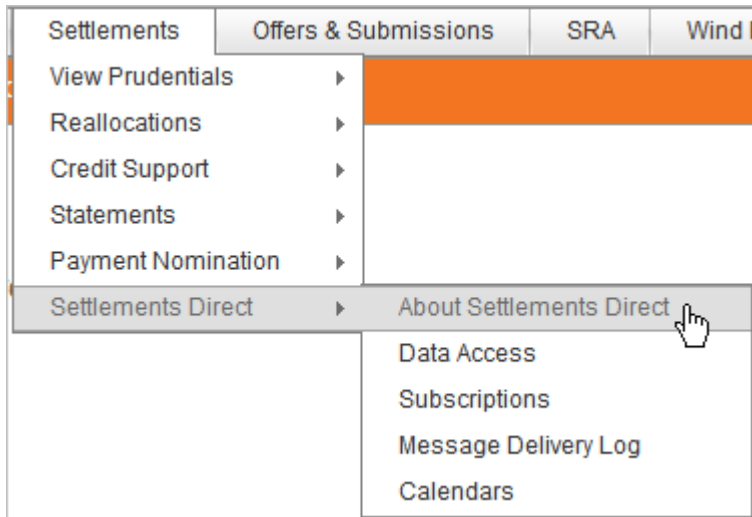 Settlements Offers & Submissions SRA Wind
View Prudentials
Reallocations
Credit Support
Statements
Payment Nomination
Settlements Direct About Settlements Direct
Data Access
Subscriptions
Message Delivery Log
Calendars